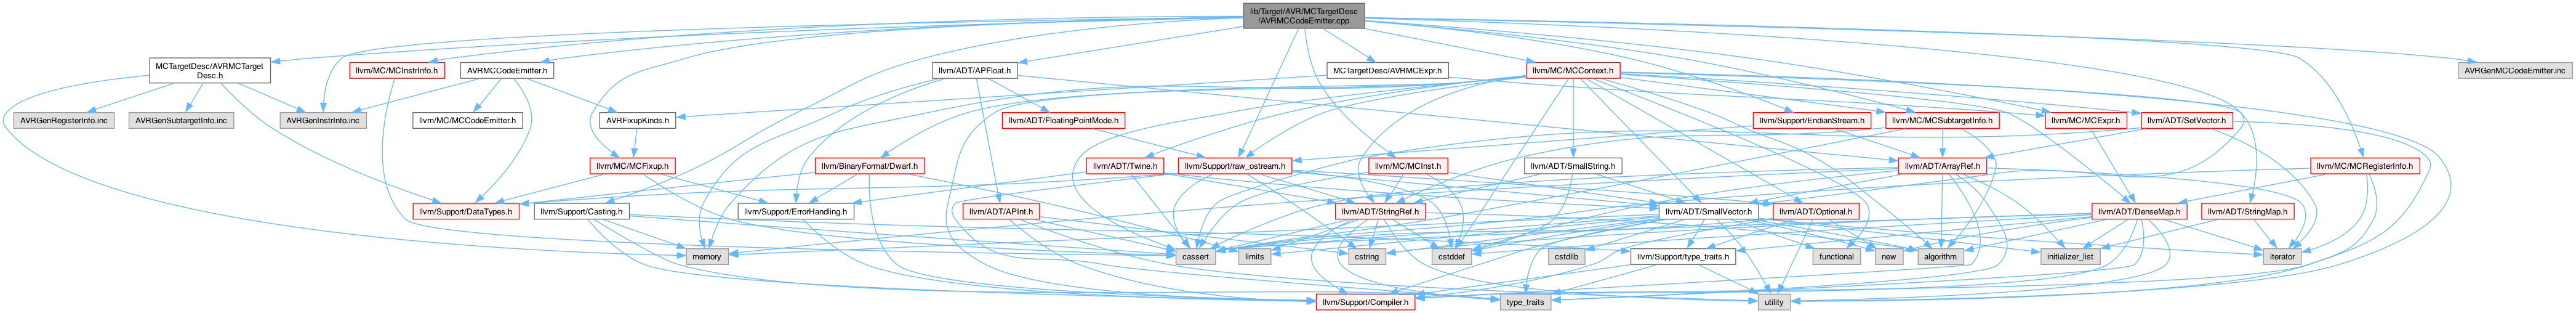 lib/Target/AVR/MCTargetDesc
/AVRMCCodeEmitter.cpp
MCTargetDesc/AVRMCTarget
Desc.h
llvm/MC/MCInstrInfo.h
AVRMCCodeEmitter.h
llvm/ADT/APFloat.h
MCTargetDesc/AVRMCExpr.h
llvm/MC/MCContext.h
AVRGenMCCodeEmitter.inc
AVRGenRegisterInfo.inc
AVRGenSubtargetInfo.inc
AVRGenInstrInfo.inc
llvm/MC/MCCodeEmitter.h
AVRFixupKinds.h
llvm/ADT/FloatingPointMode.h
llvm/Support/EndianStream.h
llvm/MC/MCSubtargetInfo.h
llvm/MC/MCExpr.h
llvm/ADT/SetVector.h
llvm/MC/MCFixup.h
llvm/BinaryFormat/Dwarf.h
llvm/ADT/Twine.h
llvm/Support/raw_ostream.h
llvm/MC/MCInst.h
llvm/ADT/SmallString.h
llvm/ADT/ArrayRef.h
llvm/MC/MCRegisterInfo.h
llvm/Support/DataTypes.h
llvm/Support/Casting.h
llvm/Support/ErrorHandling.h
llvm/ADT/APInt.h
llvm/ADT/StringRef.h
llvm/ADT/SmallVector.h
llvm/ADT/Optional.h
llvm/ADT/DenseMap.h
llvm/ADT/StringMap.h
memory
cassert
limits
cstring
cstddef
cstdlib
llvm/Support/type_traits.h
functional
new
algorithm
initializer_list
iterator
llvm/Support/Compiler.h
type_traits
utility